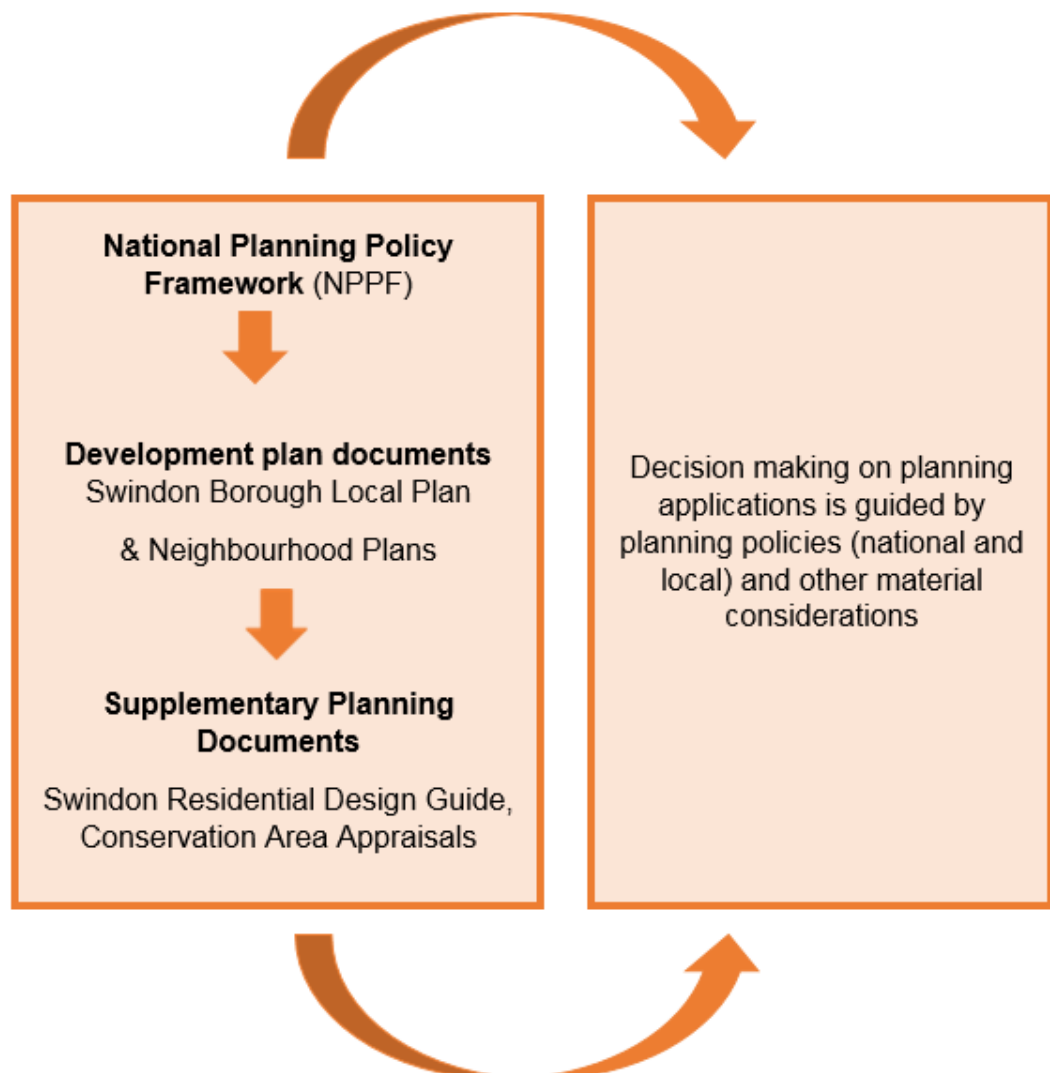 National Planning Policy
Framework (NPPF)
Development plan documents
Swindon Borough Local Plan
& Neighbourhood Plans
Supplementary Planning
Documents
Swindon Residential Design Guide,
Conservation Area Appraisals
Decision making on planning
applications is guided by
planning policies (national and
local) and other material
considerations